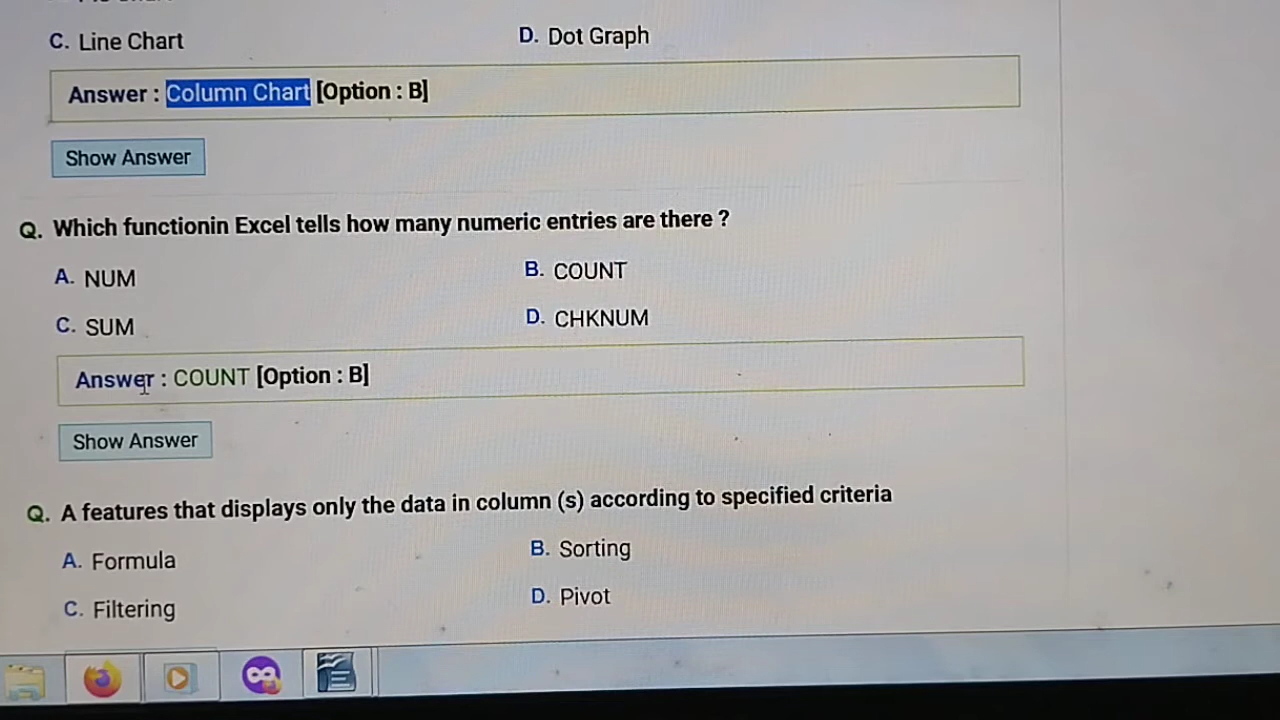 C. Line Chart
D. Dot Graph
Answer : Column Chart [Option : B]
Show Answer
Q. Which functionin Excel tells how many numeric entries are there ?
A. NUM
B. COUNT
C. SUM
D. CHKNUM
Answer : COUNT [Option : B]
Show Answer
Q. A features that displays only the data in column (s) according to specified criteria
A. Formula
B. Sorting
C. Filtering
D. Pivot